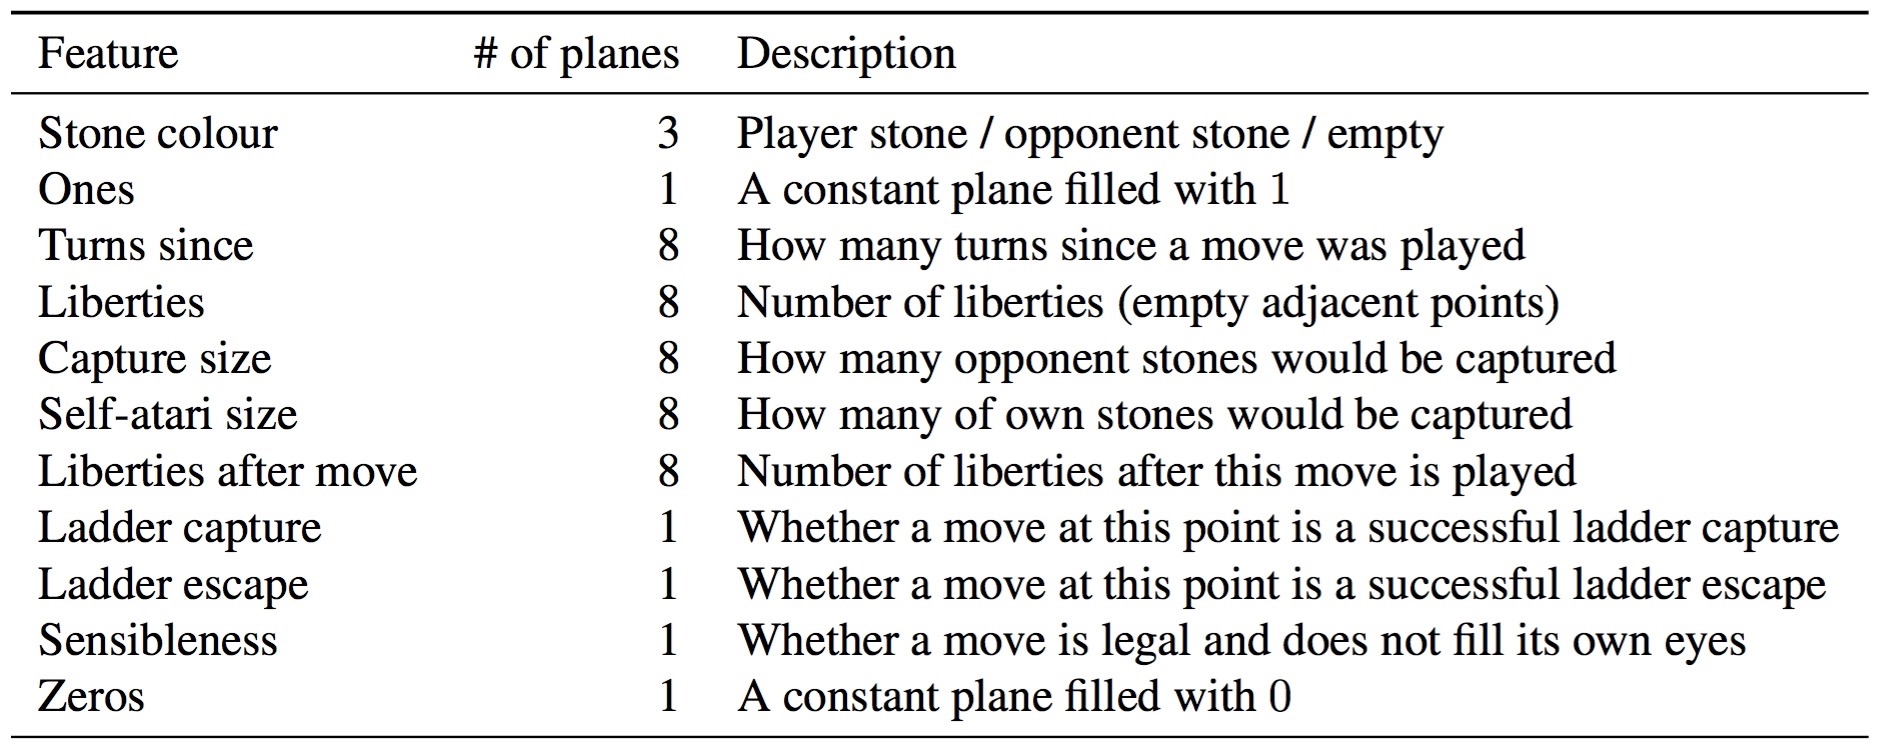 Feature # of planes Description
Stone colour 3 Player stone / opponent stone / empty
Ones 1 A constant plane filled with 1
Turns since 8 How many turns since a move was played
Liberties 8 Number of liberties (empty adjacent points)
Capture size 8 How many opponent stones would be captured
Self-atari size 8 How many of own stones would be captured
Liberties after move 8 Number of liberties after this move is played
Ladder capture 1 Whether a move at this point is a successful ladder capture
Ladder escape 1 Whether a move at this point is a successful ladder escape
Sensibleness 1 Whether a move is legal and does not fill its own eyes
Zeros 1 A constant plane filled with 0